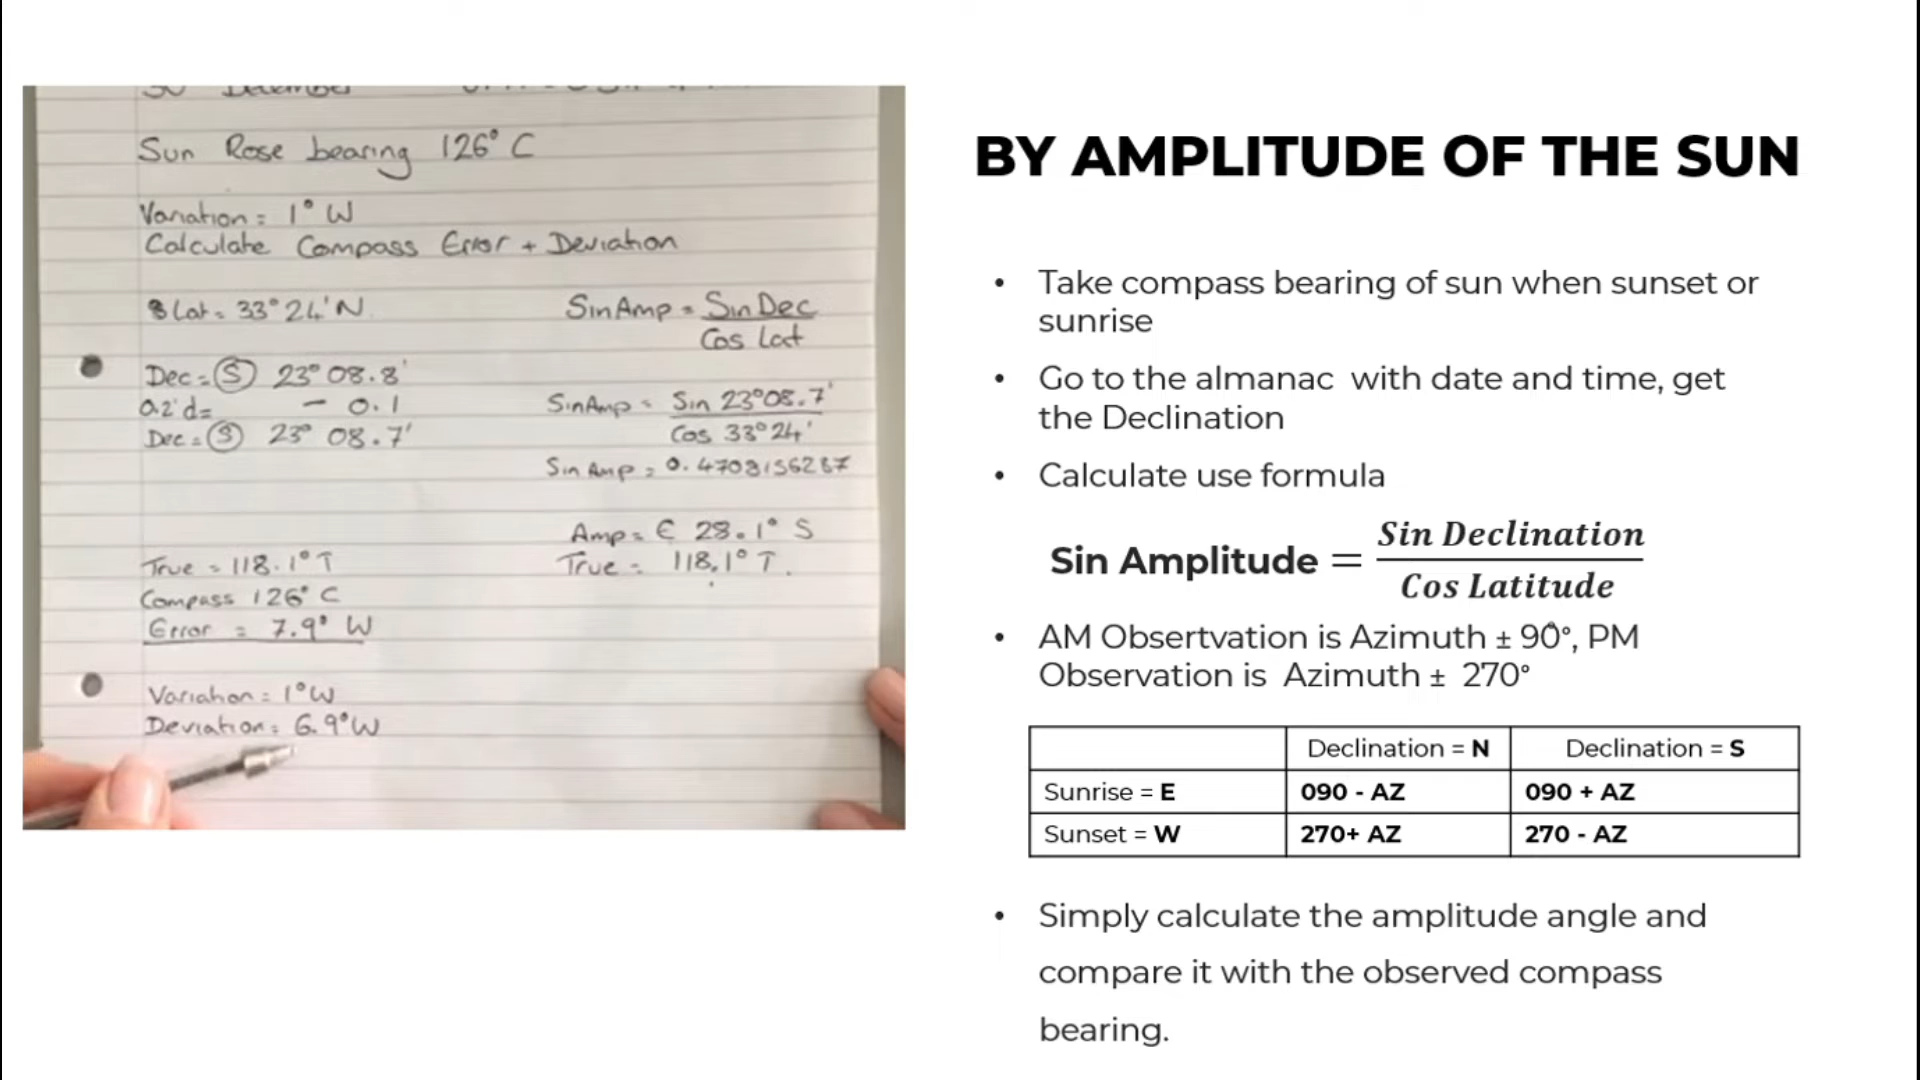 Sun Rose bearing 126° C
Variation = 1° W
Calculate Compass Error + Deviation
Lat = 33° 24' N
Dec = (S) 23° 08.8'
0.2' d = - 0.1
Dec = (S) 23° 08.7'
Sin Amp = Sin Dec
Cos Lat
Sin Amp = Sin 23° 08.7'
Cos 33° 24'
Sin Amp =
Amp = E 28.1° S
True = 118.1° T.
True = 118.1° T
Compass 126° C
Error = 7.9° W
Variation = 1° W
Deviation = 6.9° W
BY AMPLITUDE OF THE SUN
• Take compass bearing of sun when sunset or
sunrise
• Go to the almanac with date and time, get
the Declination
• Calculate use formula
Sin Amplitude = Sin Declination
Cos Latitude
• AM Obsertvation is Azimuth ± 90°, PM
Observation is Azimuth ± 270°
Declination = N Declination = S
Sunrise = E 090 - AZ 090 + AZ
Sunset = W 270+ AZ 270 - AZ
• Simply calculate the amplitude angle and
compare it with the observed compass
bearing.